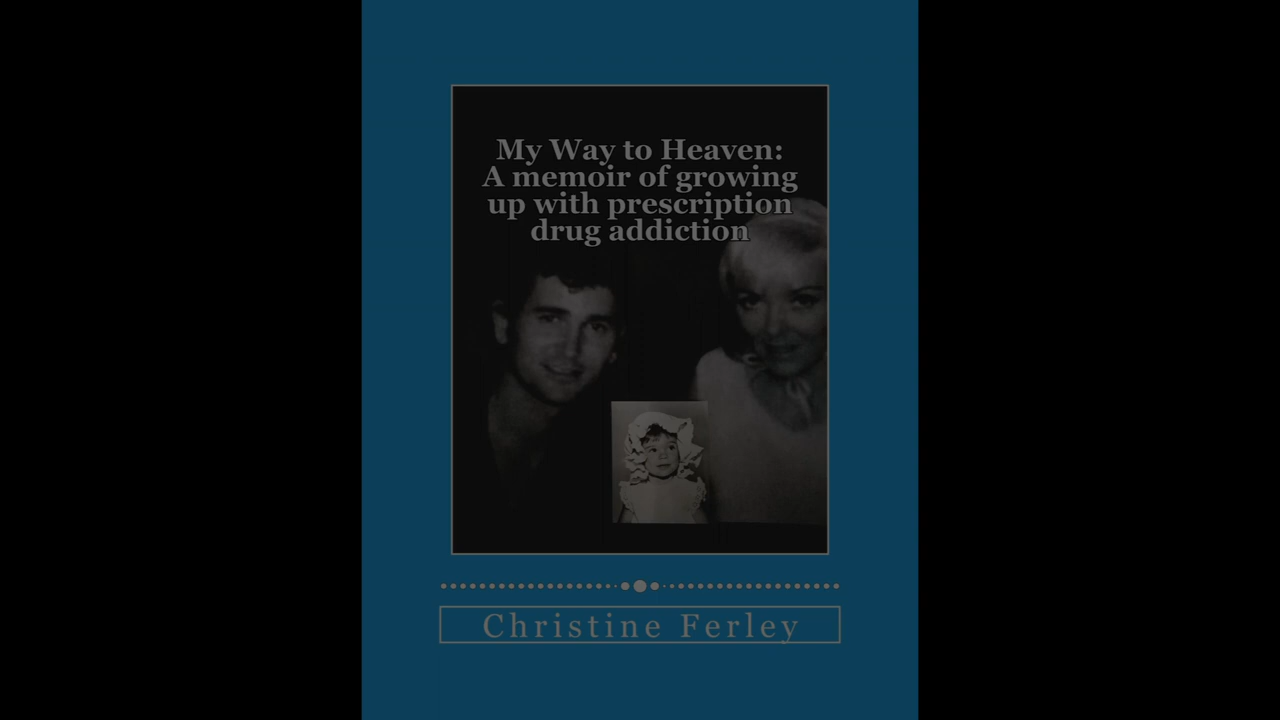 My Way to Heaven:
A memoir of growing
up with prescription
drug addiction
Christine Ferley